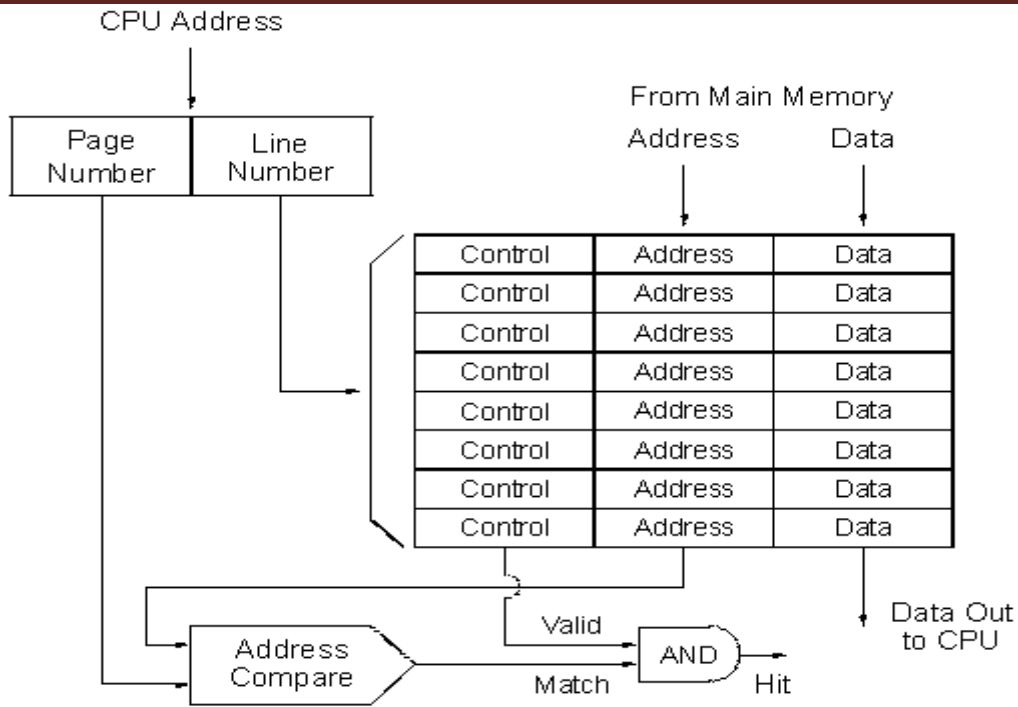 CPU Address
From Main Memory
Page
Number
Line
Number
Address Data
Control Address Data
Control Address Data
Control Address Data
Control Address Data
Control Address Data
Control Address Data
Control Address Data
Control Address Data
Data Out
to CPU
Valid
Address
Compare
AND
Match
Hit